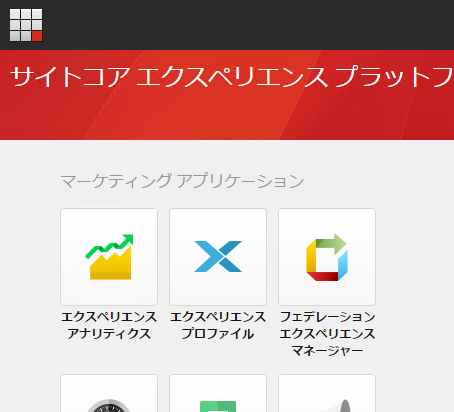 サイトコア エクスペリエンス プラットフ
マーケティング アプリケーション
エクスペリエンス
アナリティクス
エクスペリエンス
プロファイル
フェデレーション
エクスペリエンス
マネージャー